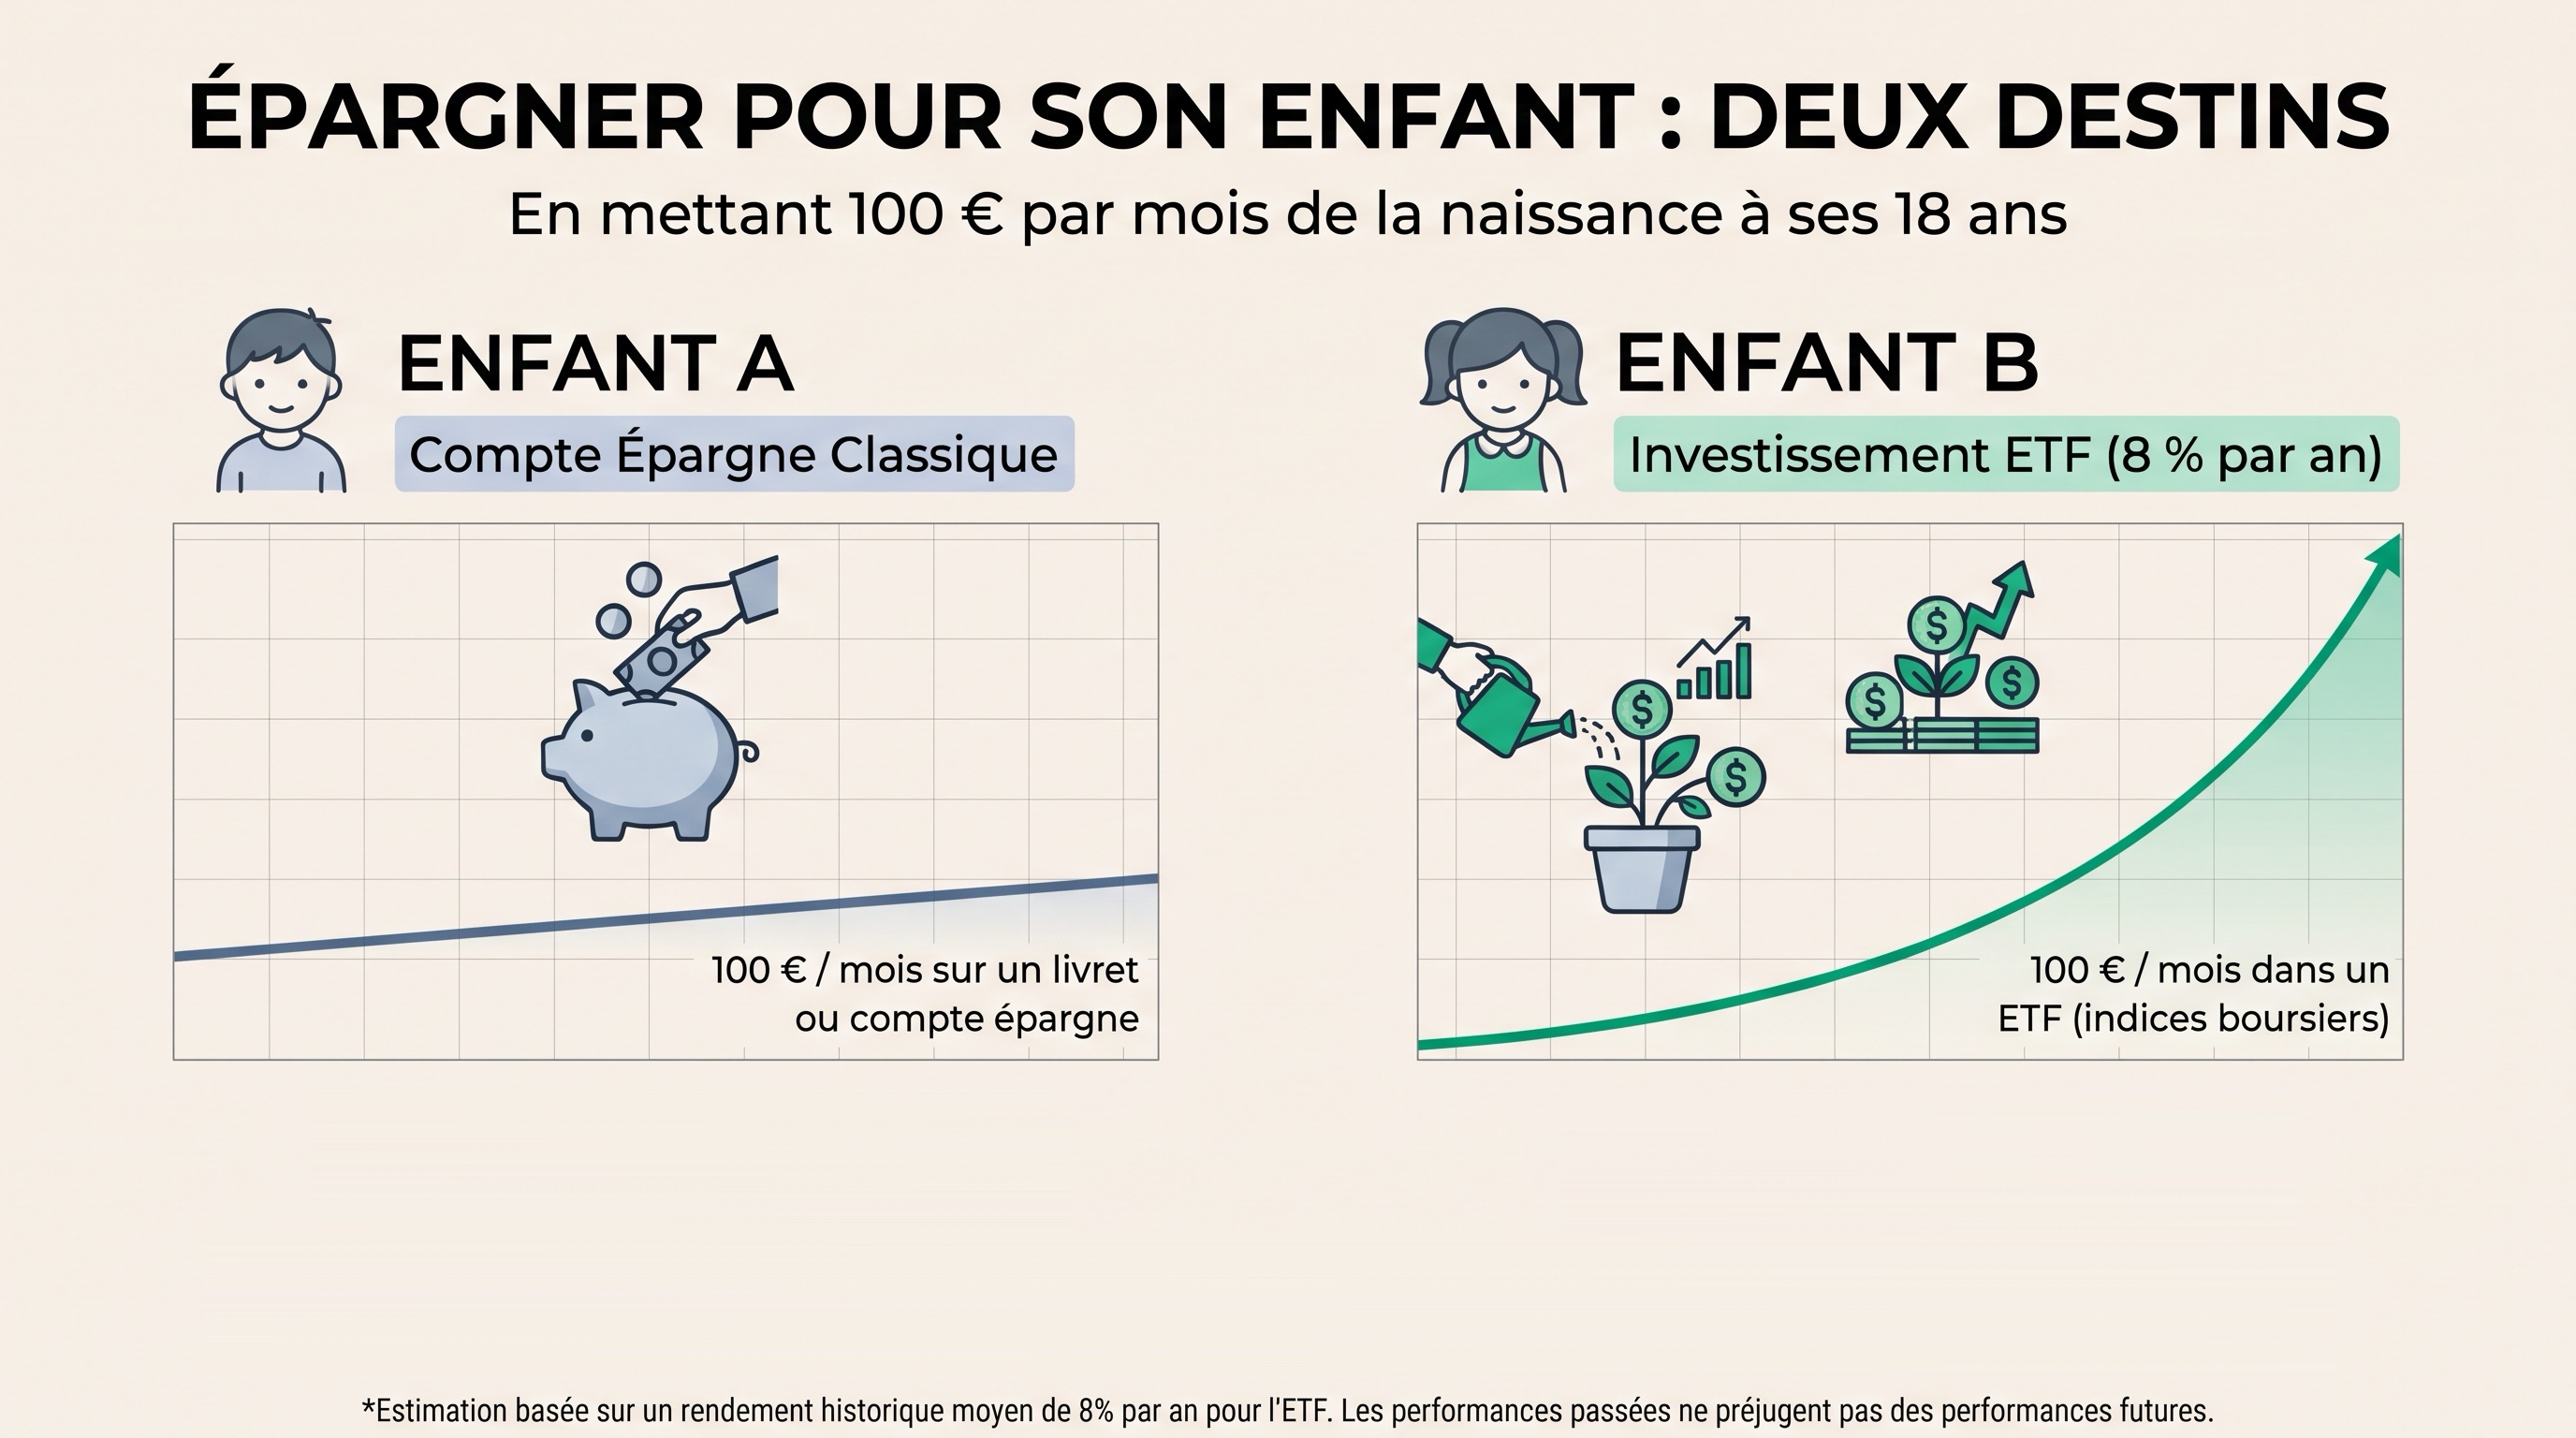 ÉPARGNER POUR SON ENFANT : DEUX DESTINS
En mettant 100 € par mois de la naissance à ses 18 ans
ENFANT A
Compte Épargne Classique
100 € / mois sur un livret
ou compte épargne
ENFANT B
Investissement ETF (8 % par an)
$
$
$
$
$
100 € / mois dans un
ETF (indices boursiers)
*Estimation basée sur un rendement historique moyen de 8% par an pour l'ETF. Les performances passées ne préjugent pas des performances futures.